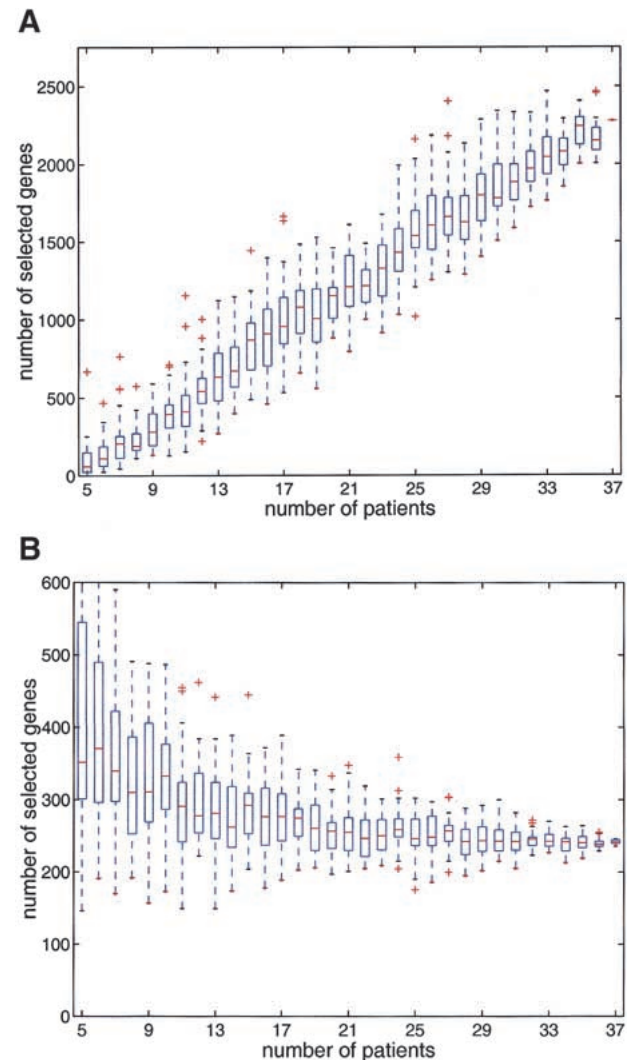 A
number of selected genes
2500
2000
1500
1000
500
0
5 9 13 17 21 25 29 33 37
number of patients
B
number of selected genes
600
500
400
300
200
100
0
5 9 13 17 21 25 29 33 37
number of patients